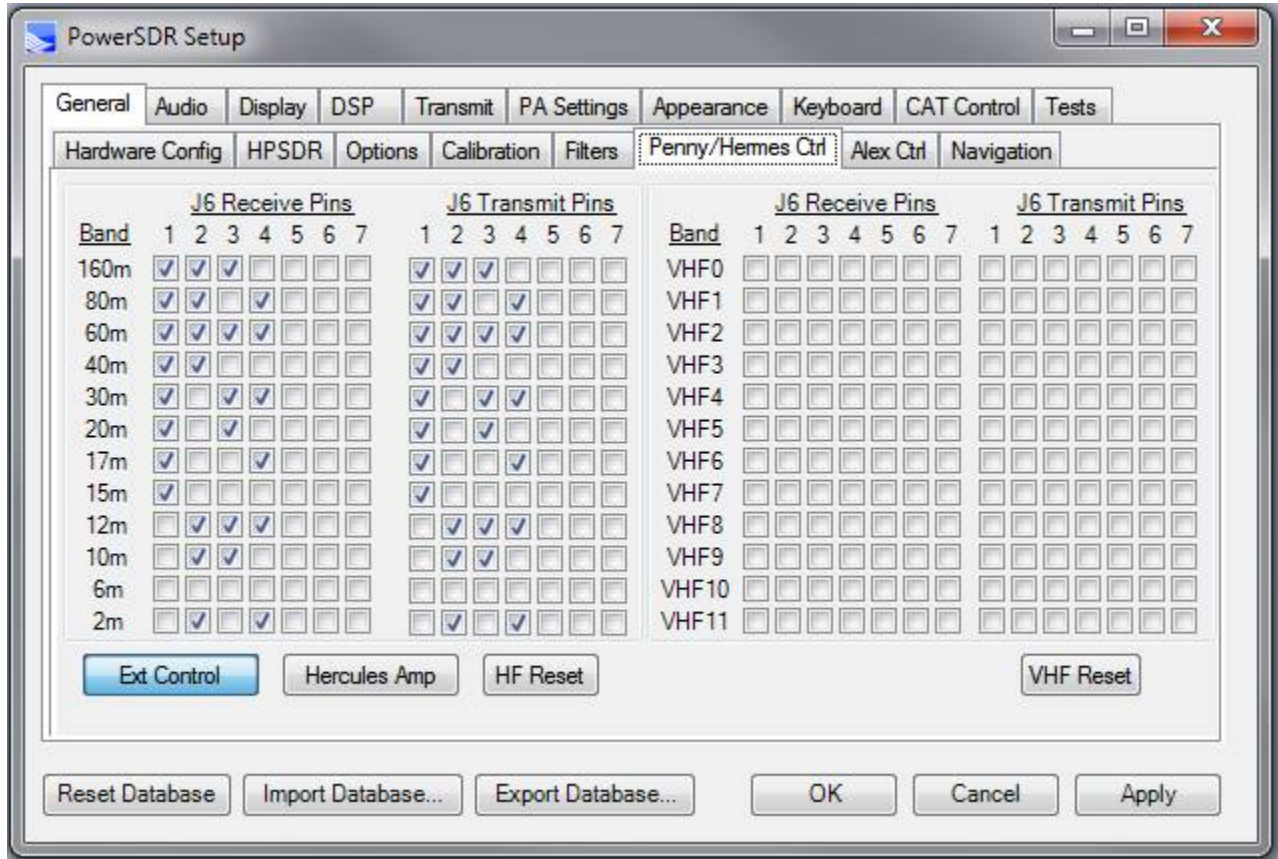 PowerSDR Setup
General Audio Display DSP Transmit PA Settings Appearance Keyboard CAT Control Tests
Hardware Config HPSDR Options Calibration Filters Penny/Hermes Ctrl Alex Ctrl Navigation
J6 Receive Pins J6 Transmit Pins J6 Receive Pins J6 Transmit Pins
Band 1 2 3 4 5 6 7 1 2 3 4 5 6 7 Band 1 2 3 4 5 6 7 1 2 3 4 5 6 7
160m VHF0
80m VHF1
60m VHF2
40m VHF3
30m VHF4
20m VHF5
17m VHF6
15m VHF7
12m VHF8
10m VHF9
6m VHF10
2m VHF11
Ext Control Hercules Amp HF Reset VHF Reset
Reset Database Import Database... Export Database... OK Cancel Apply